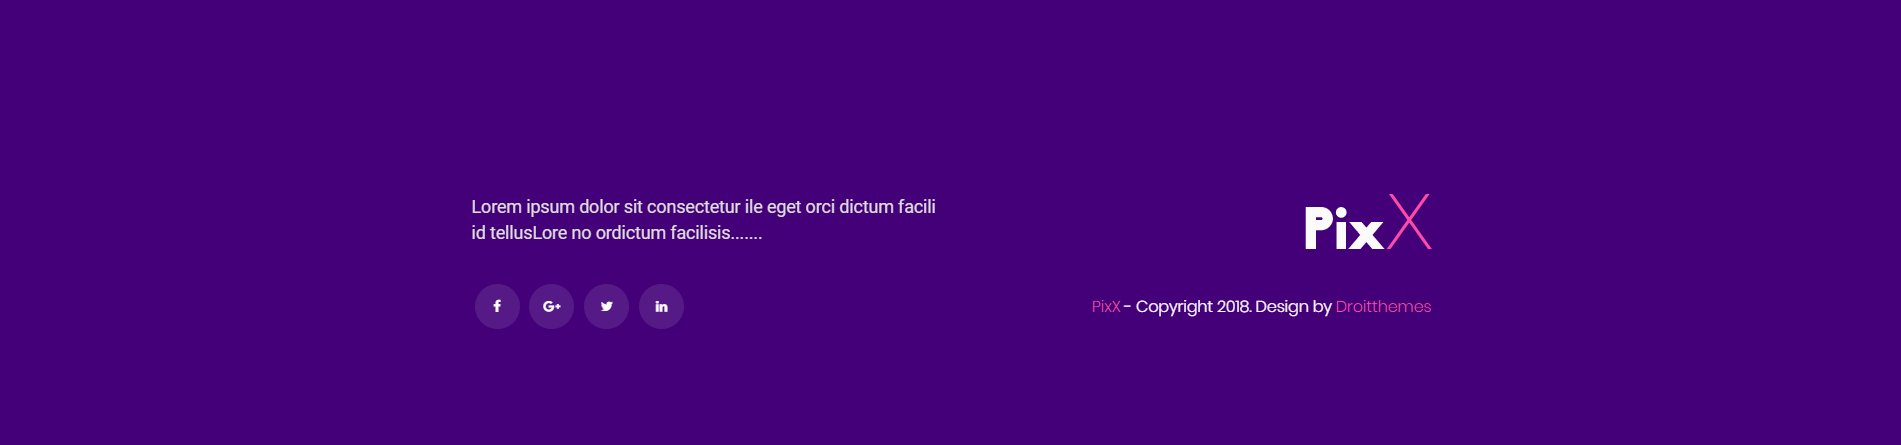 Lorem ipsum dolor sit consectetur ile eget orci dictum facili
id tellusLore no ordictum facilisis.......
f
G+
in
PixX
PixX - Copyright 2018. Design by Droitthemes